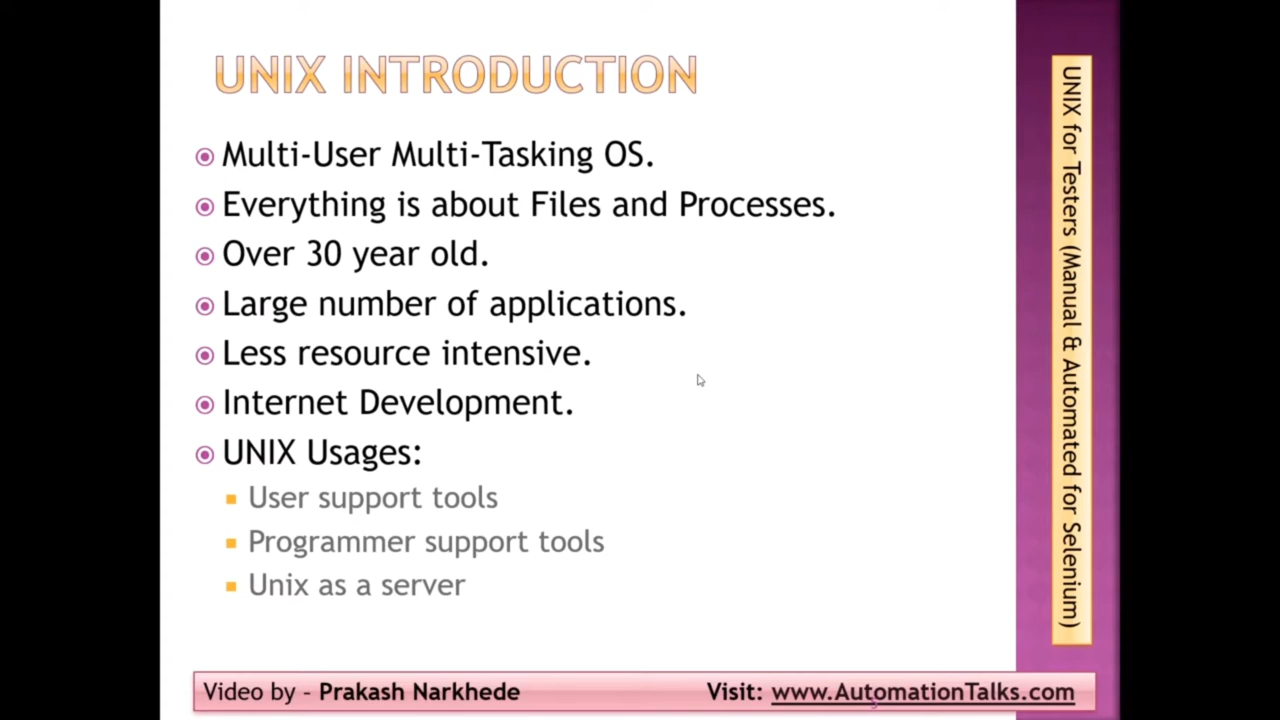 UNIX INTRODUCTION
Multi-User Multi-Tasking OS.
Everything is about Files and Processes.
Over 30 year old.
Large number of applications.
Less resource intensive.
Internet Development.
UNIX Usages:
User support tools
Programmer support tools
Unix as a server
UNIX for Testers (Manual & Automated for Selenium)
Video by - Prakash Narkhede
Visit: www.AutomationTalks.com